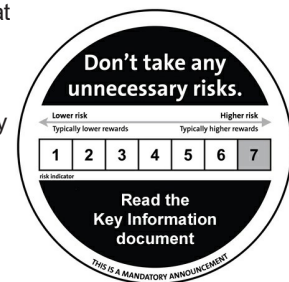 at
y
Don't take any
unnecessary risks.
Lower risk Higher risk
Typically lower rewards Typically higher rewards
1 2 3 4 5 6 7
risk indicator
Read the
Key Information
document
THIS IS A MANDATORY ANNOUNCEMENT